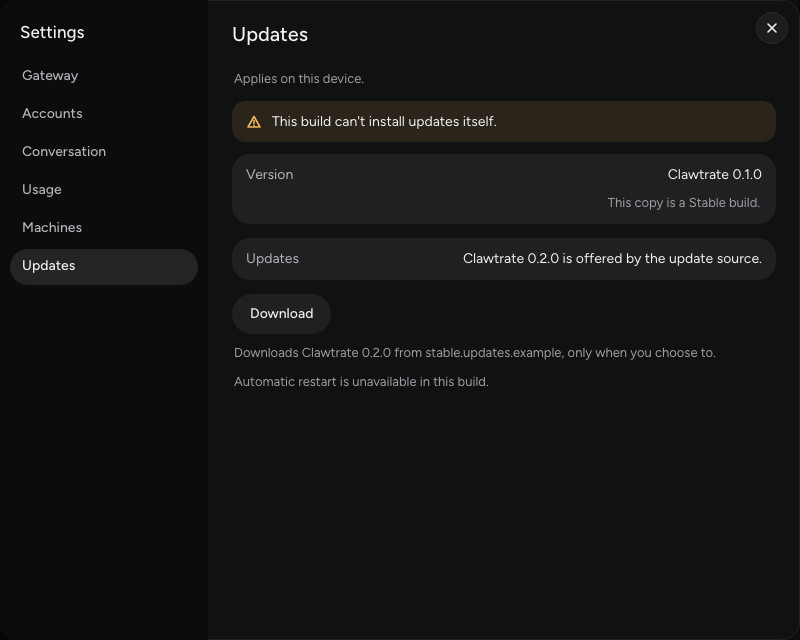 Settings
Gateway
Accounts
Conversation
Usage
Machines
Updates
Updates
Applies on this device.
This build can't install updates itself.
Version
Clawtrate 0.1.0
This copy is a Stable build.
Updates
Clawtrate 0.2.0 is offered by the update source.
Download
Downloads Clawtrate 0.2.0 from stable.updates.example, only when you choose to.
Automatic restart is unavailable in this build.